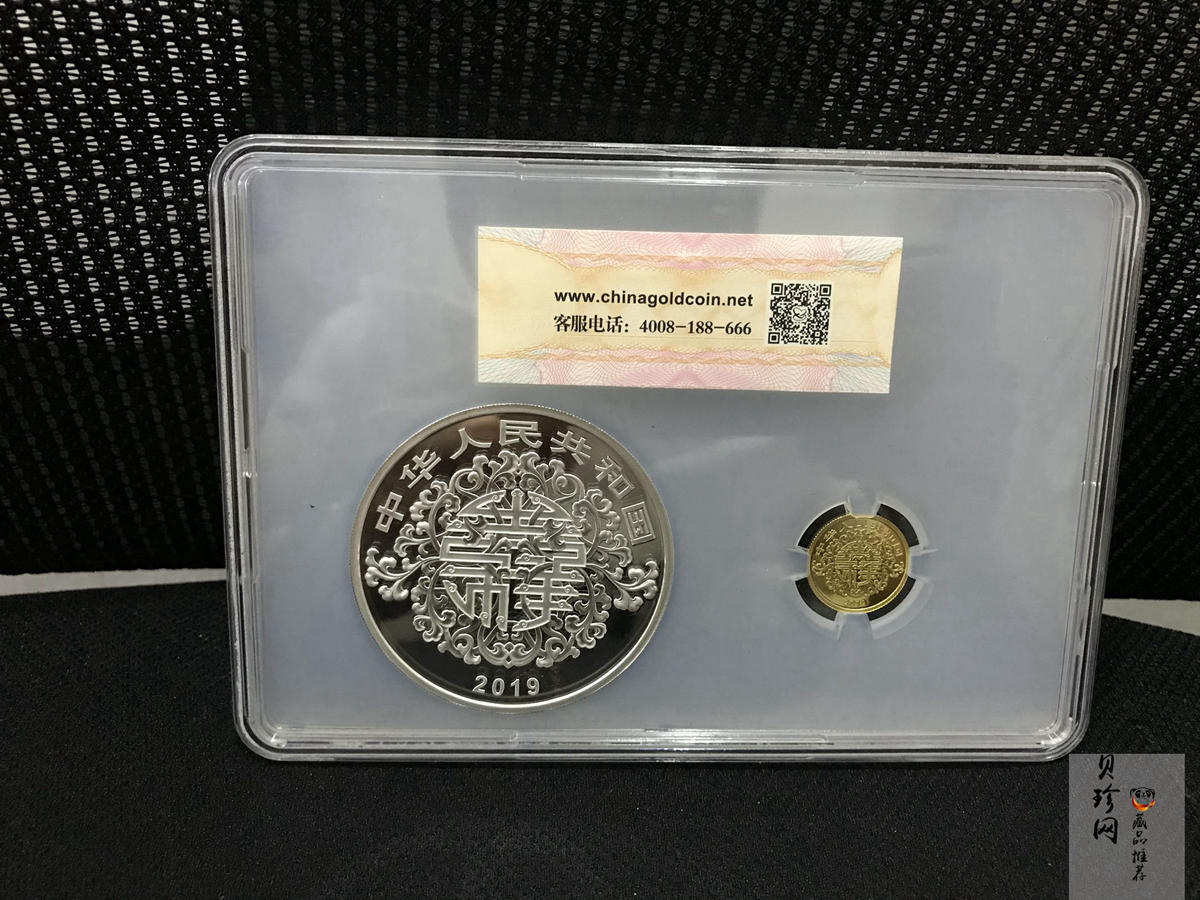 www.chinagoldcoin.net
客服电话：4008-188-666
中华人民共和国
2019
贝珍网
藏品推荐